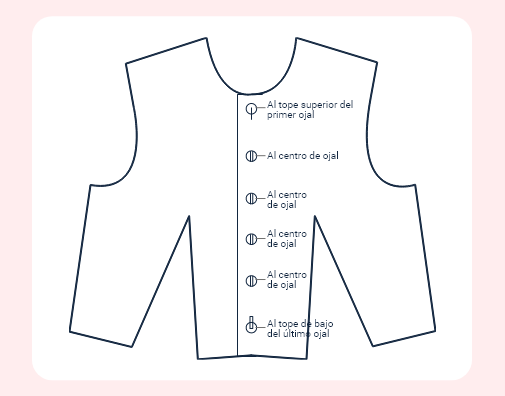 Al tope superior del
primer ojal
Al centro de ojal
Al centro
de ojal
Al centro
de ojal
Al centro
de ojal
Al tope de bajo
del último ojal